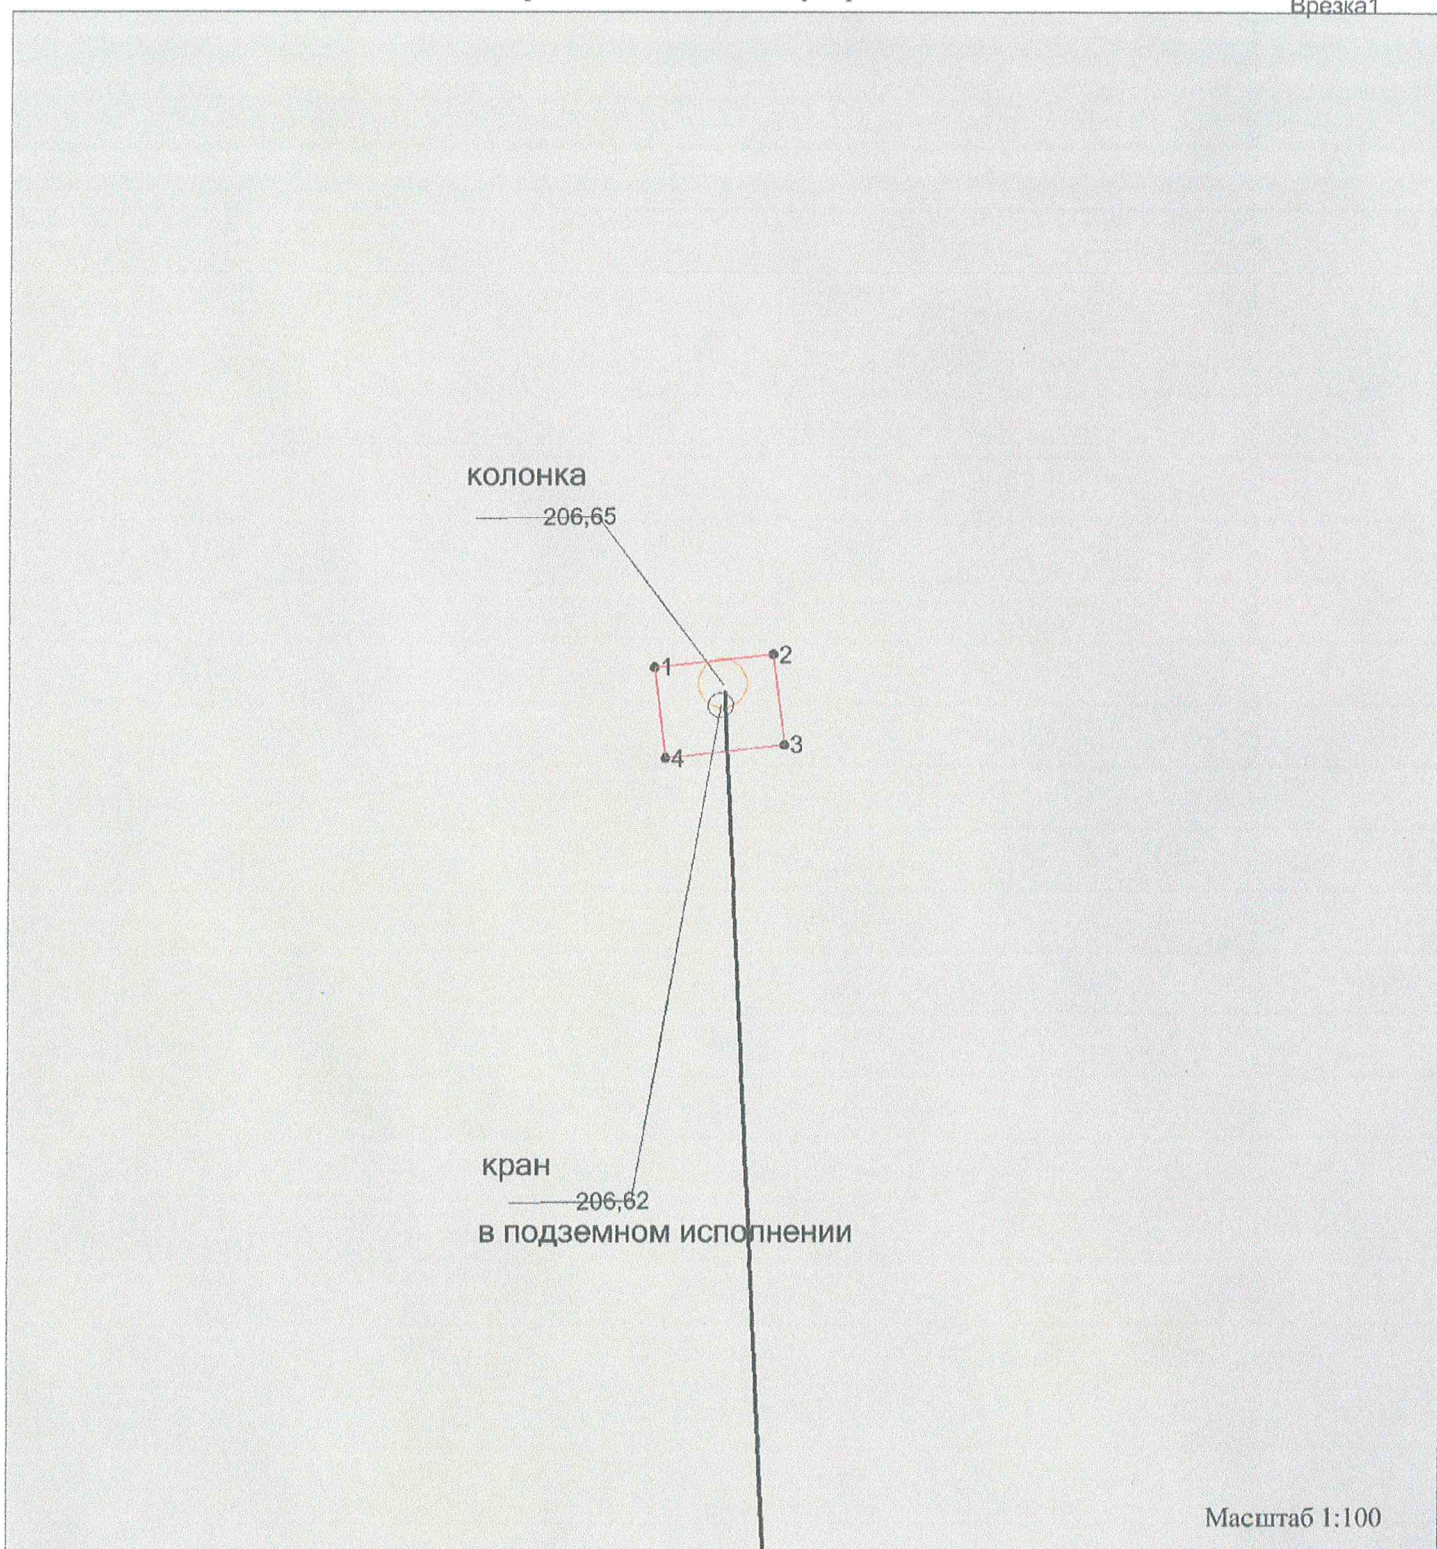 Врезка1
колонка
206,65
1
2
3
4
кран
206,62
в подземном исполнении
Масштаб 1:100